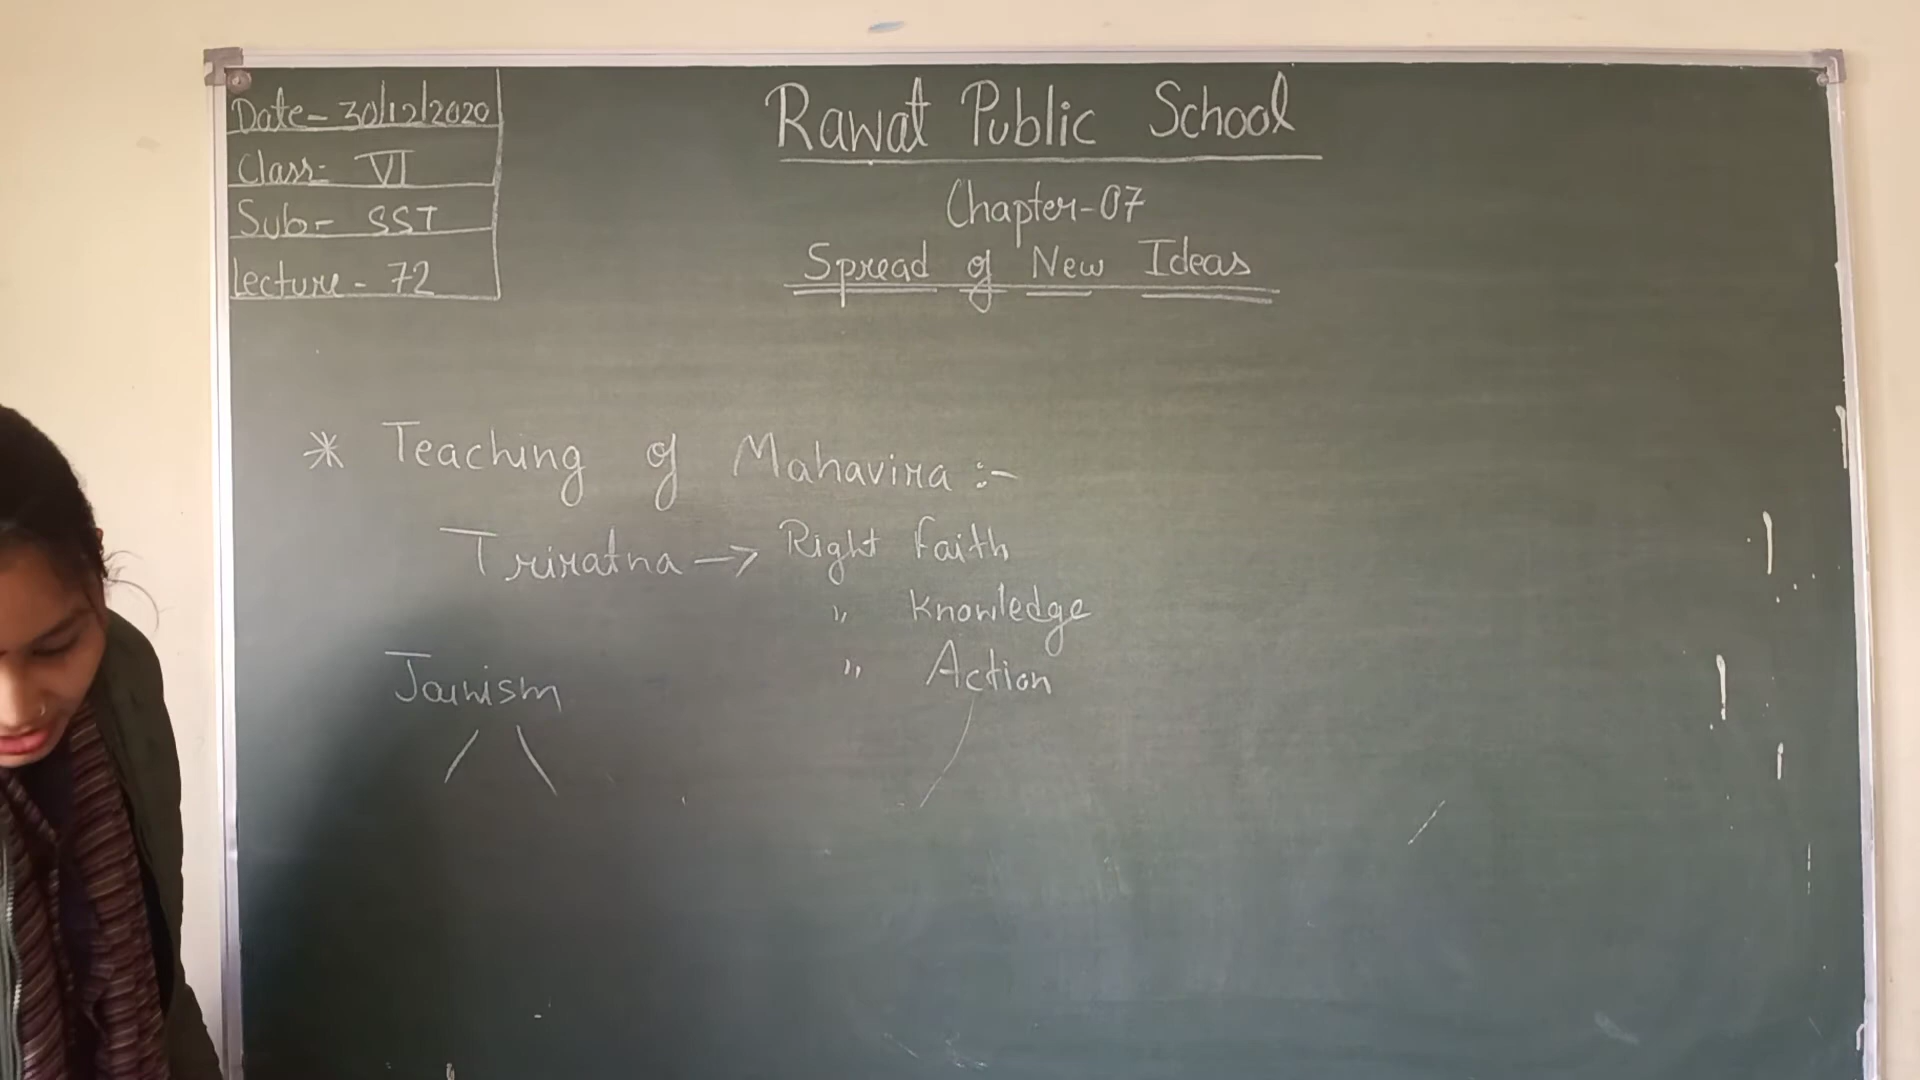 Date- 30/12/2020
Class- VI
Sub- SST
Lecture - 72
Rawat Public School
Chapter-07
Spread of New Ideas
* Teaching of Mahavira :-
Triratna → Right Faith
" Knowledge
" Action
Jainism